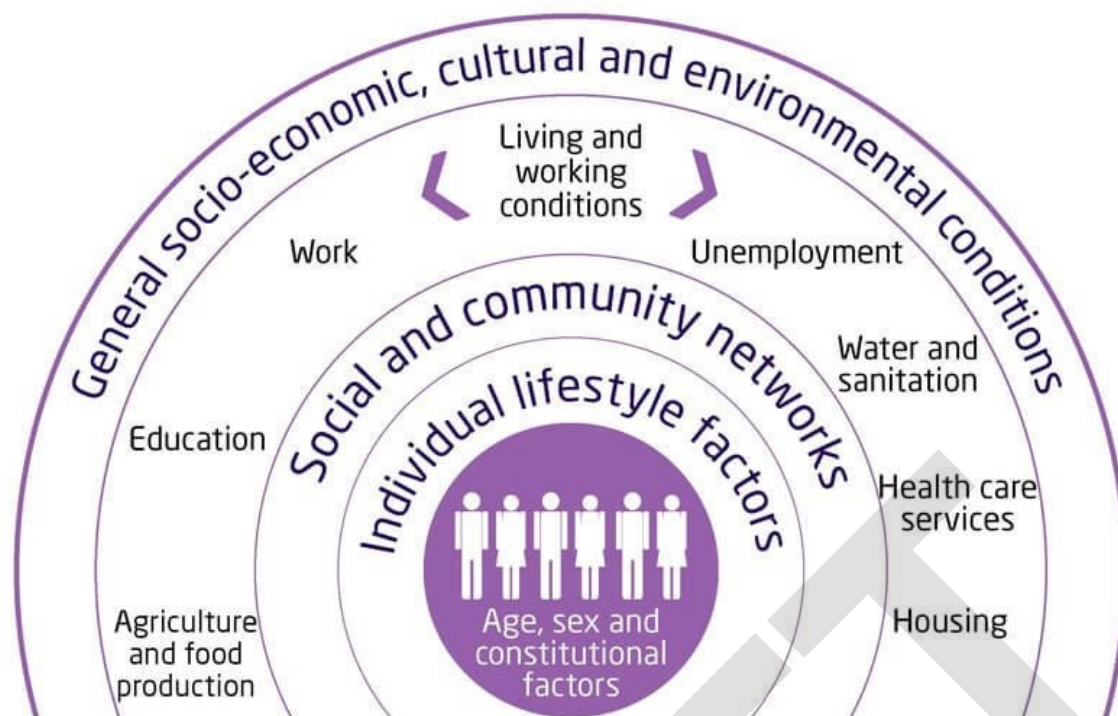 General socio-economic, cultural and environmental conditions
Living and
working
conditions
Work
Unemployment
Social and community networks
Water and
sanitation
Individual lifestyle factors
Education
Health care
services
Agriculture
and food
production
Housing
Age, sex and
constitutional
factors